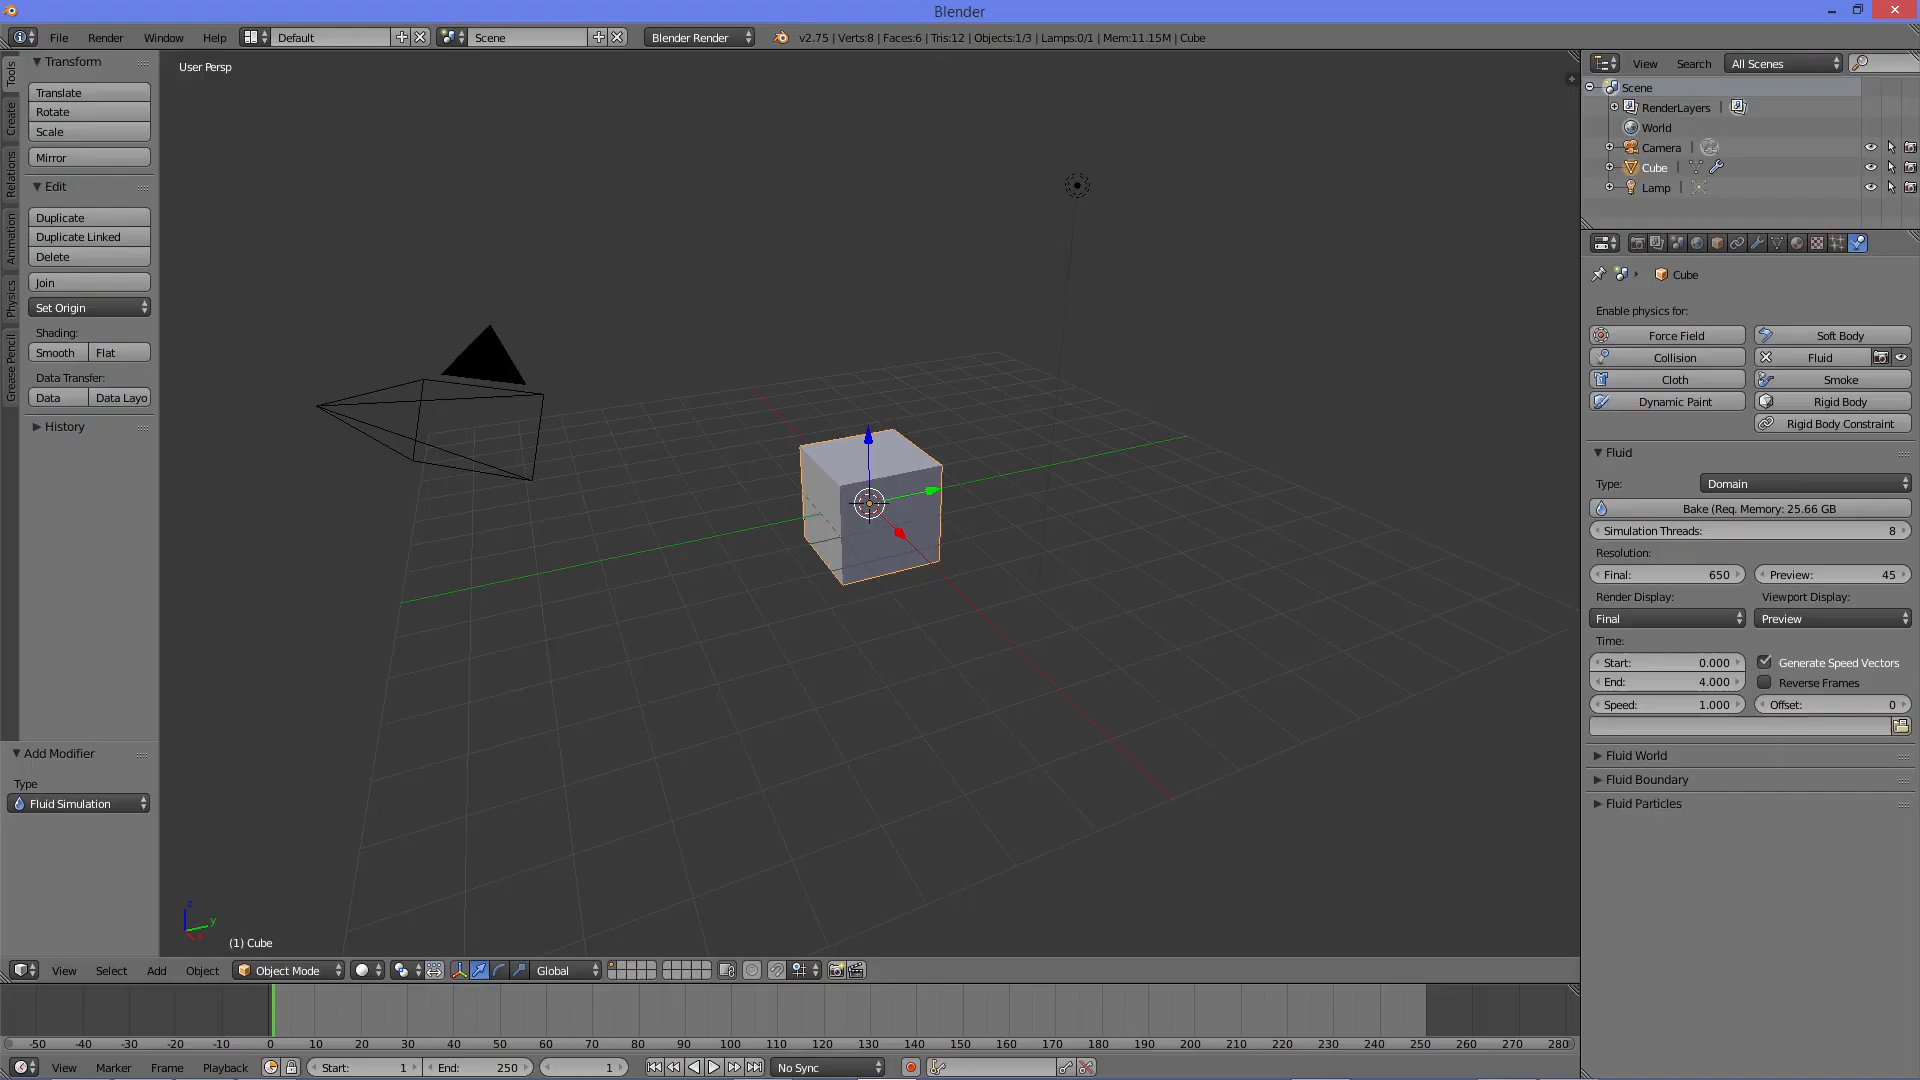 Blender
File Render Window Help Default Scene Blender Render v2.75 | Verts:8 | Faces:6 | Tris:12 | Objects:1/3 | Lamps:0/1 | Mem:11.15M | Cube
Tools
Create
Relations
Animation
Physics
Grease Pencil
Transform
Translate
Rotate
Scale
Mirror
Edit
Duplicate
Duplicate Linked
Delete
Join
Set Origin
Shading:
Smooth Flat
Data Transfer:
Data Data Layo
History
Add Modifier
Type
Fluid Simulation
User Persp
z
y
x
(1) Cube
View Search All Scenes
Scene
RenderLayers |
World
Camera |
Cube |
Lamp |
Cube
Enable physics for:
Force Field Soft Body
Collision Fluid
Cloth Smoke
Dynamic Paint Rigid Body
Rigid Body Constraint
Fluid
Type: Domain
Bake (Req. Memory: 25.66 GB
Simulation Threads: 8
Resolution:
Final: 650 Preview: 45
Render Display: Viewport Display:
Final Preview
Time:
Start: 0.000 Generate Speed Vectors
End: 4.000 Reverse Frames
Speed: 1.000 Offset: 0
Fluid World
Fluid Boundary
Fluid Particles
View Select Add Object Object Mode Global
-50 -40 -30 -20 -10 0 10 20 30 40 50 60 70 80 90 100 110 120 130 140 150 160 170 180 190 200 210 220 230 240 250 260 270 280
View Marker Frame Playback Start: 1 End: 250 1 No Sync